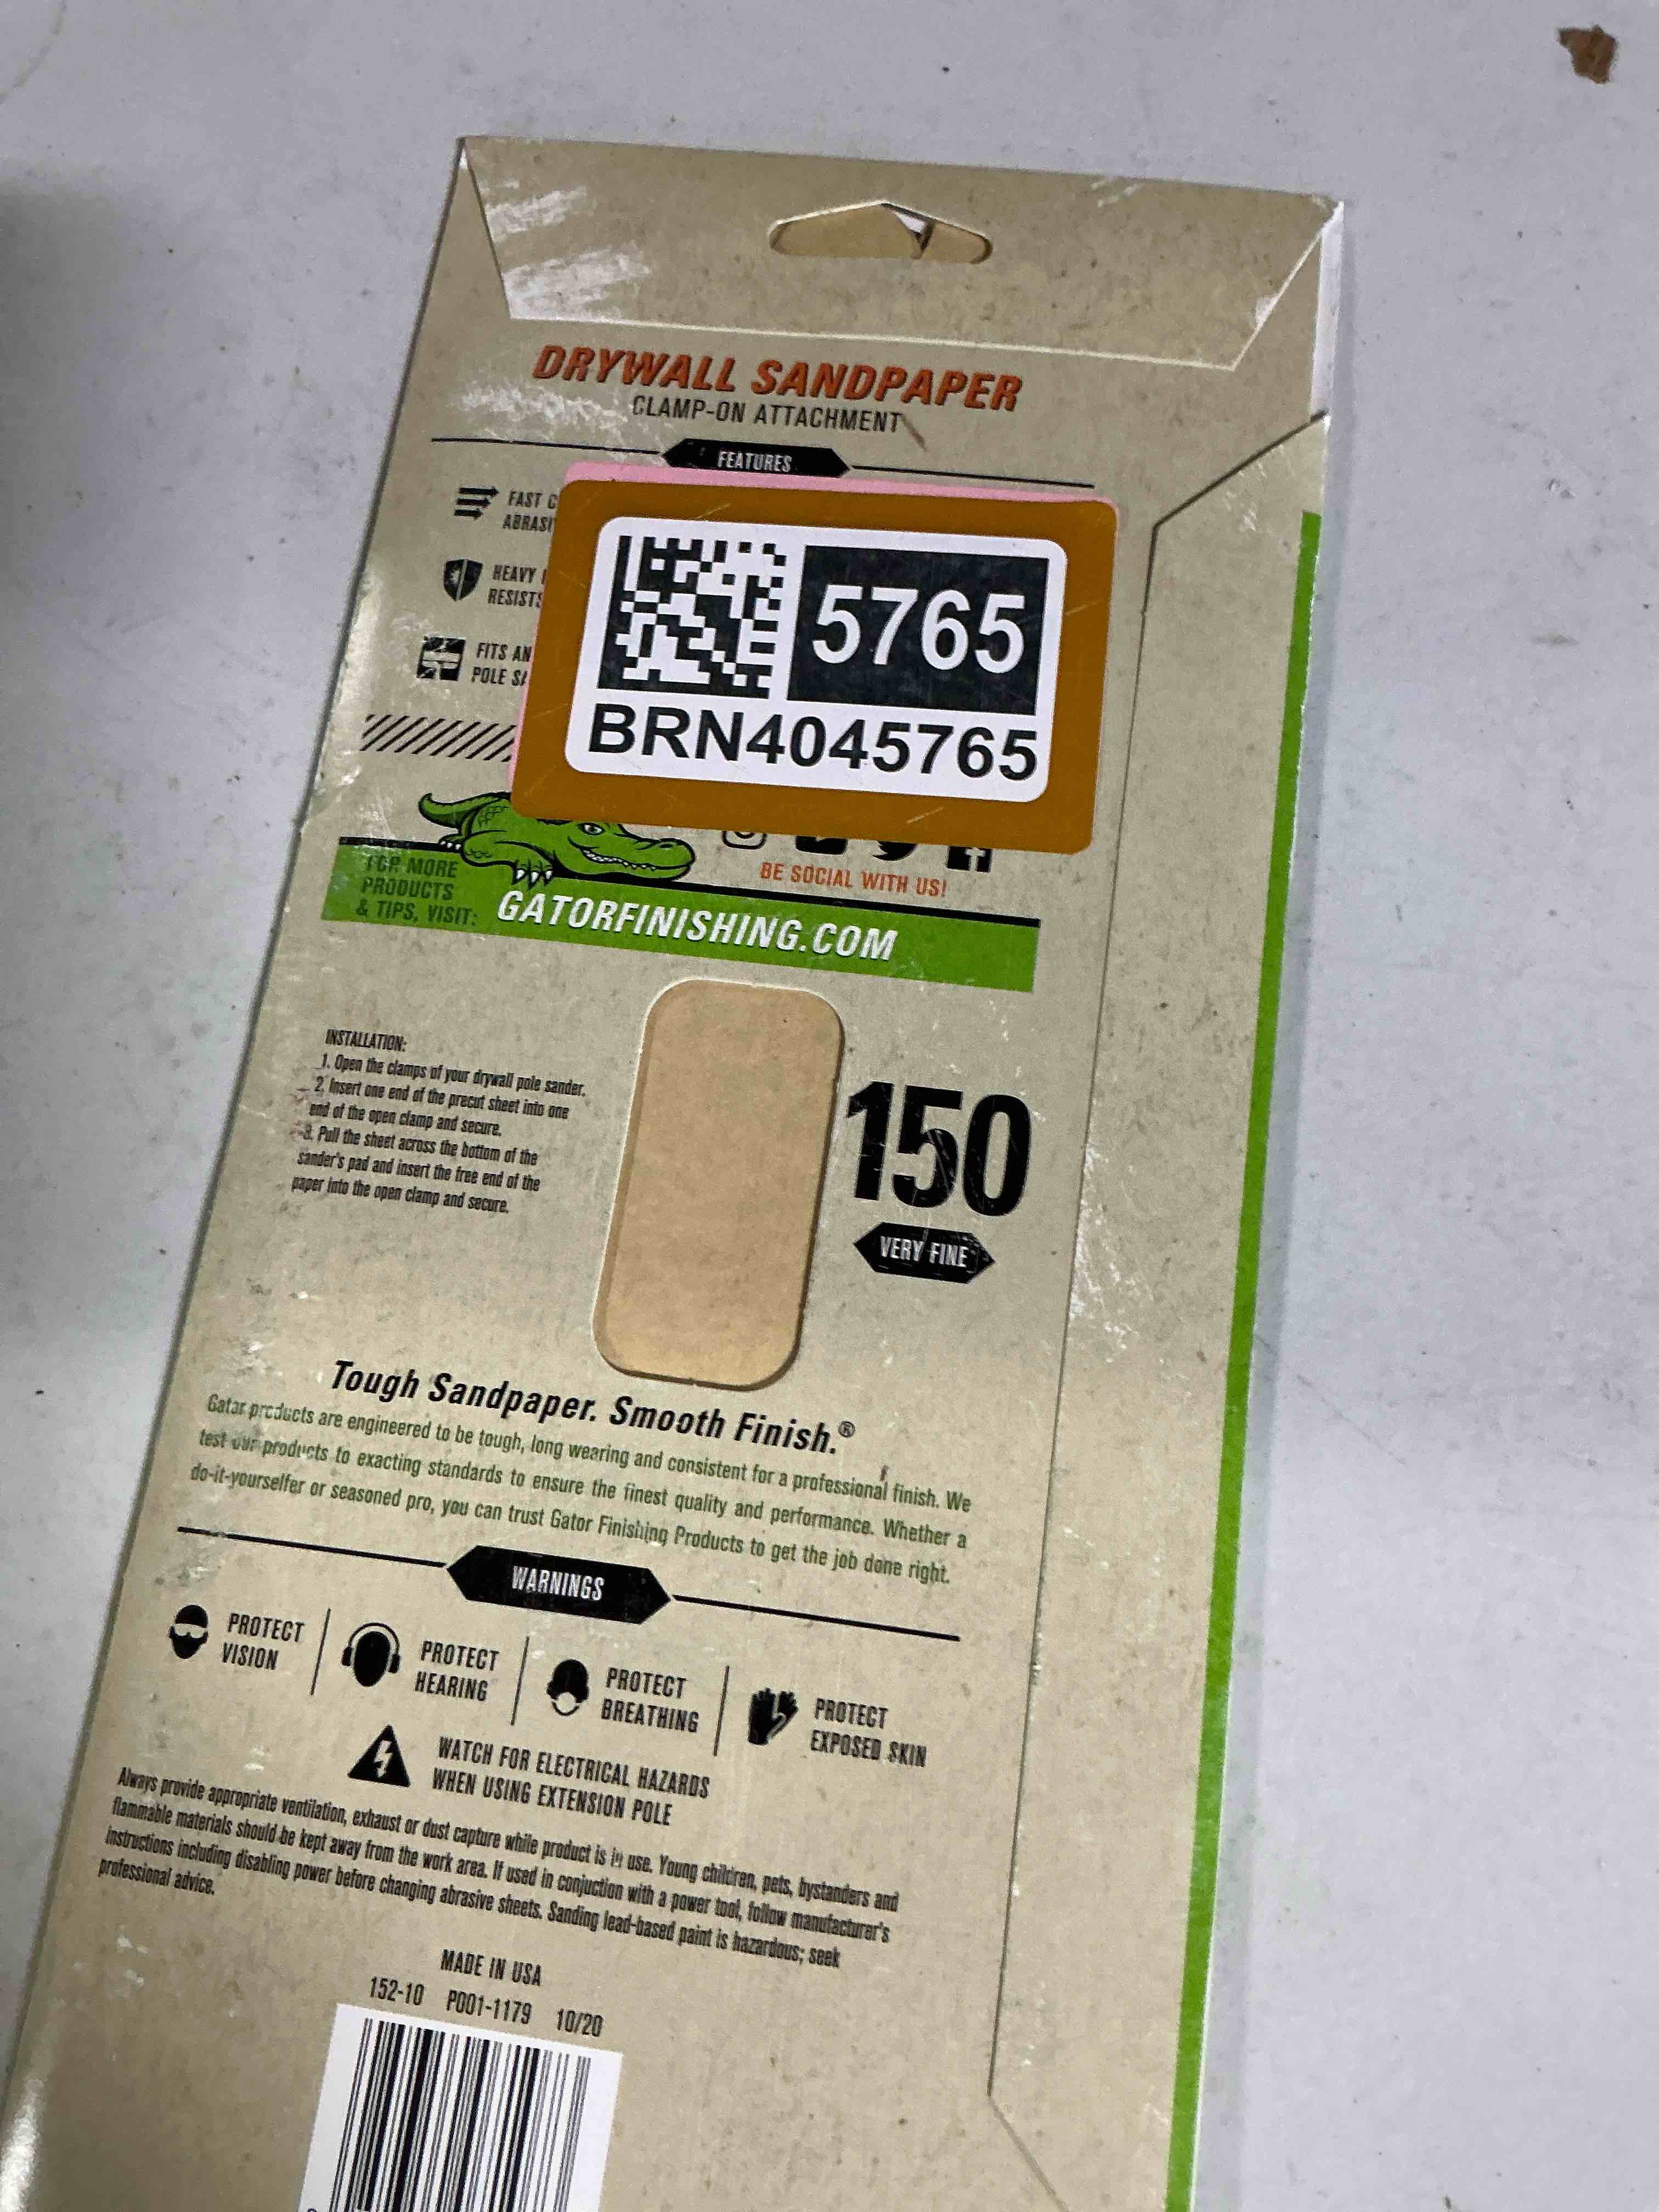 DRYWALL SANDPAPER
CLAMP-ON ATTACHMENT
FEATURES
FAST
HEAVY
RESISTS
FITS AN
POLE
5765
BRN4045765
BE SOCIAL WITH US!
FOR MORE
PRODUCTS
& TIPS, VISIT:
GATORFINISHING.COM
INSTALLATION:
1. Open the clamps of your drywall pole sander.
2. Insert one end of the precut sheet into one
end of the open clamp and secure.
3. Pull the sheet across the bottom of the
sander's pad and insert the free end of the
paper into the open clamp and secure.
150
VERY FINE
Tough Sandpaper. Smooth Finish.®
Gator products are engineered to be tough, long wearing and consistent for a professional finish. We
test our products to exacting standards to ensure the finest quality and performance. Whether a
do-it-yourselfer or seasoned pro, you can trust Gator Finishing Products to get the job done right.
WARNINGS
PROTECT
VISION
PROTECT
HEARING
PROTECT
BREATHING
PROTECT
EXPOSED SKIN
WATCH FOR ELECTRICAL HAZARDS
WHEN USING EXTENSION POLE
Always provide appropriate ventilation, exhaust or dust capture while product is in use. Young children, pets, bystanders and
flammable materials should be kept away from the work area. If used in conjuction with a power tool, follow manufacturer's
instructions including disabling power before changing abrasive sheets. Sanding lead-based paint is hazardous; seek
professional advice.
MADE IN USA
152-10 P001-1179 10/20